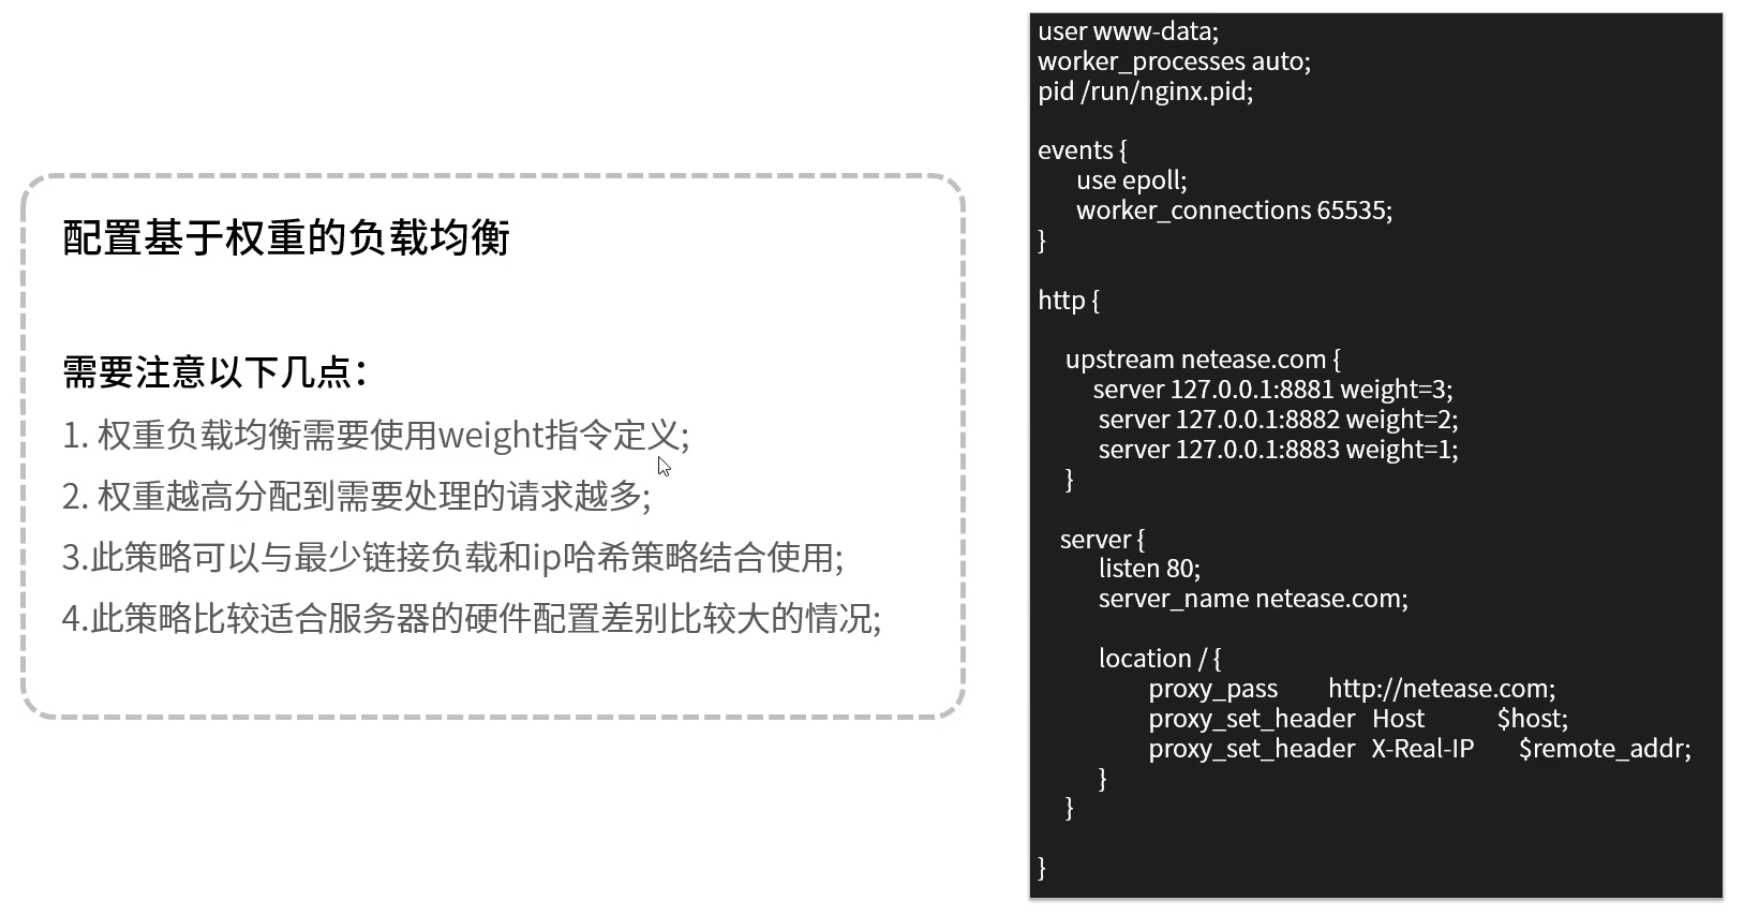 配置基于权重的负载均衡
需要注意以下几点：
1. 权重负载均衡需要使用weight指令定义;
2. 权重越高分配到需要处理的请求越多;
3.此策略可以与最少链接负载和ip哈希策略结合使用;
4.此策略比较适合服务器的硬件配置差别比较大的情况;
user www-data;
worker_processes auto;
pid /run/nginx.pid;
events {
use epoll;
worker_connections 65535;
}
http {
upstream netease.com {
server 127.0.0.1:8881 weight=3;
server 127.0.0.1:8882 weight=2;
server 127.0.0.1:8883 weight=1;
}
server {
listen 80;
server_name netease.com;
location / {
proxy_pass http://netease.com;
proxy_set_header Host $host;
proxy_set_header X-Real-IP $remote_addr;
}
}
}